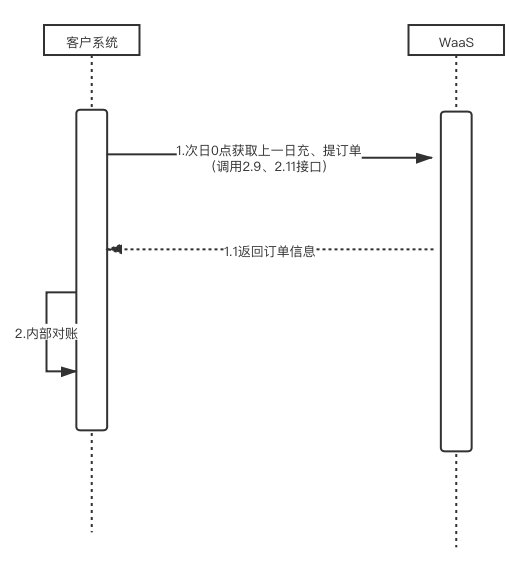 客户系统
WaaS
1.次日0点获取上一日充、提订单
(调用2.9、2.11接口)
1.1返回订单信息
2.内部对账